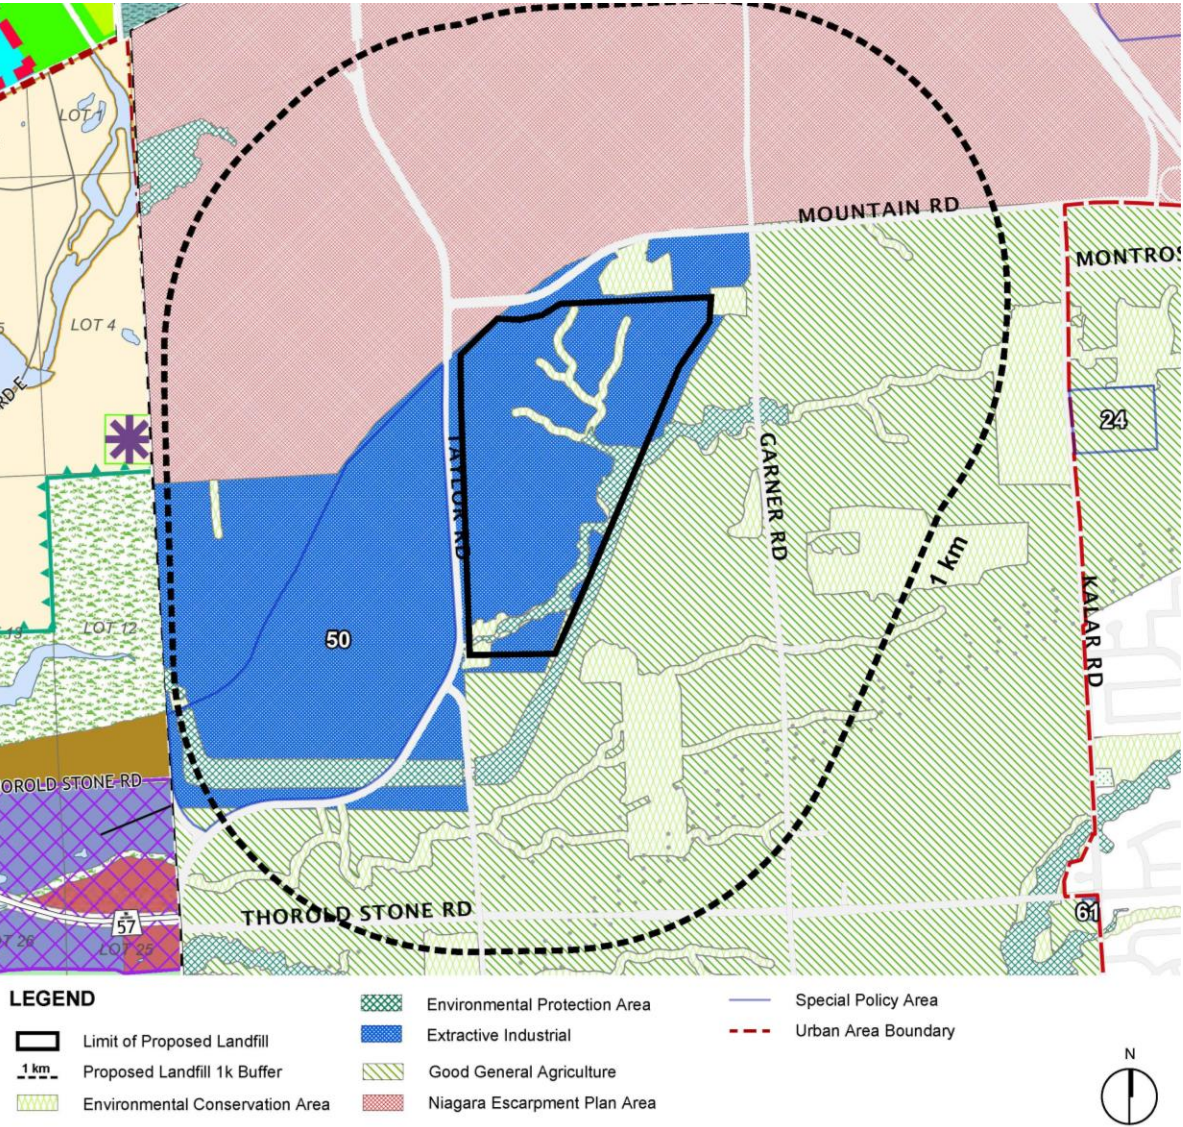 LOT 1
MOUNTAIN RD
MONTROS
LOT 4
RD-E
24
TAYLOR RD
GARNER RD
1 km
KALAR RD
LOT 12
50
OROLD STONE RD
THOROLD STONE RD
57
61
LOT 25
LEGEND
Limit of Proposed Landfill
1 km
Proposed Landfill 1k Buffer
Environmental Conservation Area
Environmental Protection Area
Extractive Industrial
Good General Agriculture
Niagara Escarpment Plan Area
Special Policy Area
Urban Area Boundary
N